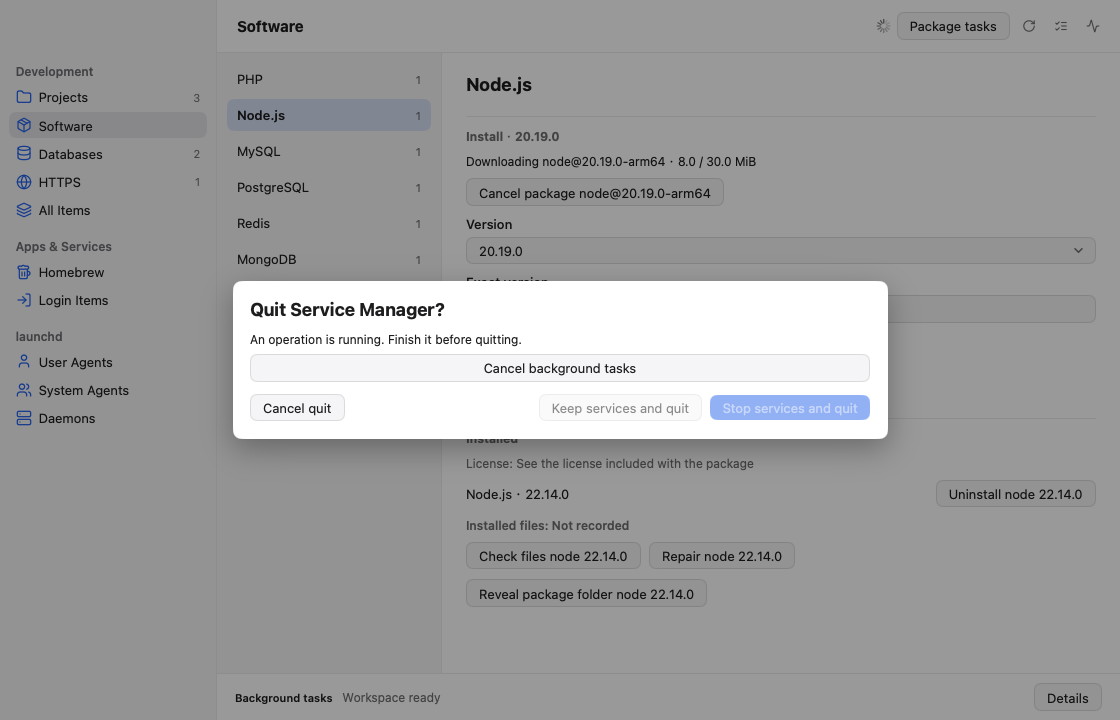 Software
Package tasks
Development
Projects 3
Software
Databases 2
HTTPS 1
All Items
Apps & Services
Homebrew
Login Items
launchd
User Agents
System Agents
Daemons
PHP 1
Node.js 1
MySQL 1
PostgreSQL 1
Redis 1
MongoDB 1
Node.js
Install · 20.19.0
Downloading node@20.19.0-arm64 · 8.0 / 30.0 MiB
Cancel package node@20.19.0-arm64
Version
20.19.0
Exact version
Quit Service Manager?
An operation is running. Finish it before quitting.
Cancel background tasks
Cancel quit
Keep services and quit
Stop services and quit
Installed
License: See the license included with the package
Node.js · 22.14.0
Uninstall node 22.14.0
Installed files: Not recorded
Check files node 22.14.0
Repair node 22.14.0
Reveal package folder node 22.14.0
Background tasks Workspace ready
Details